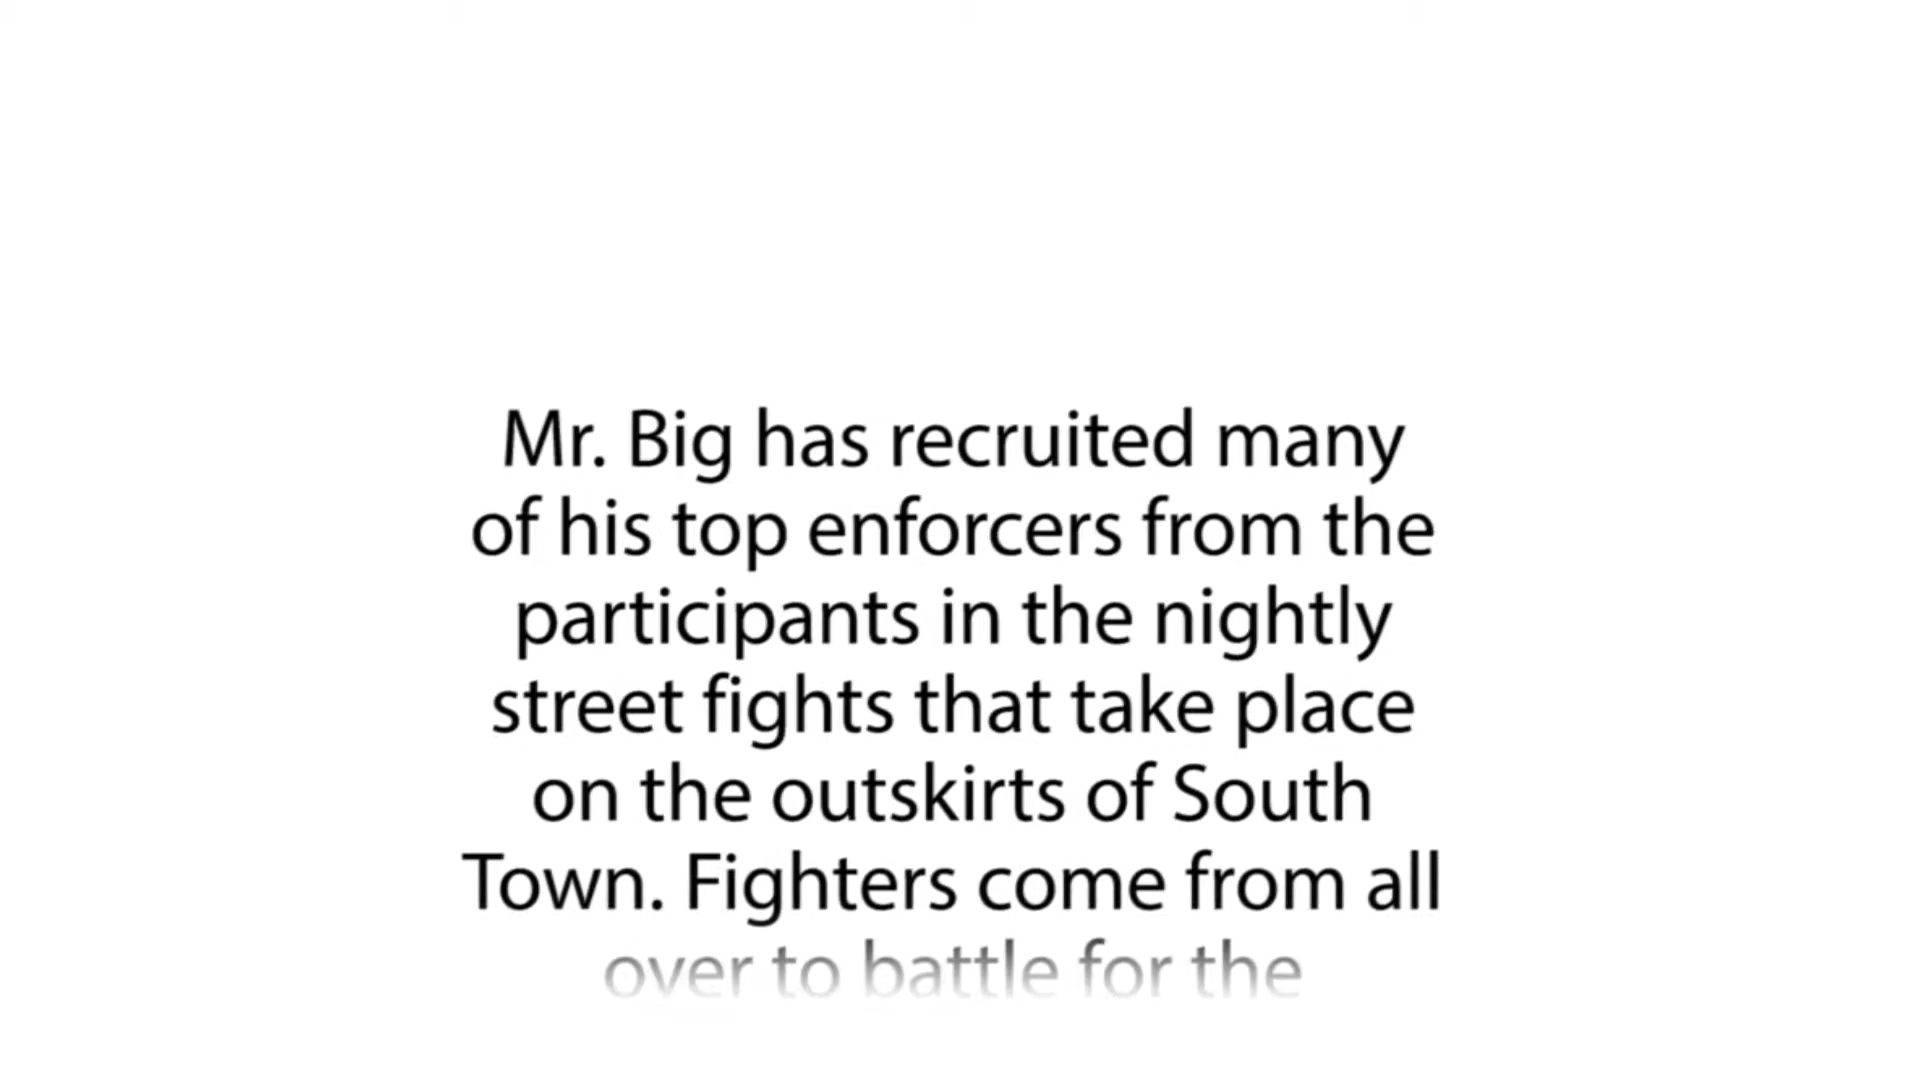 Mr. Big has recruited many
of his top enforcers from the
participants in the nightly
street fights that take place
on the outskirts of South
Town. Fighters come from all
over to battle for the